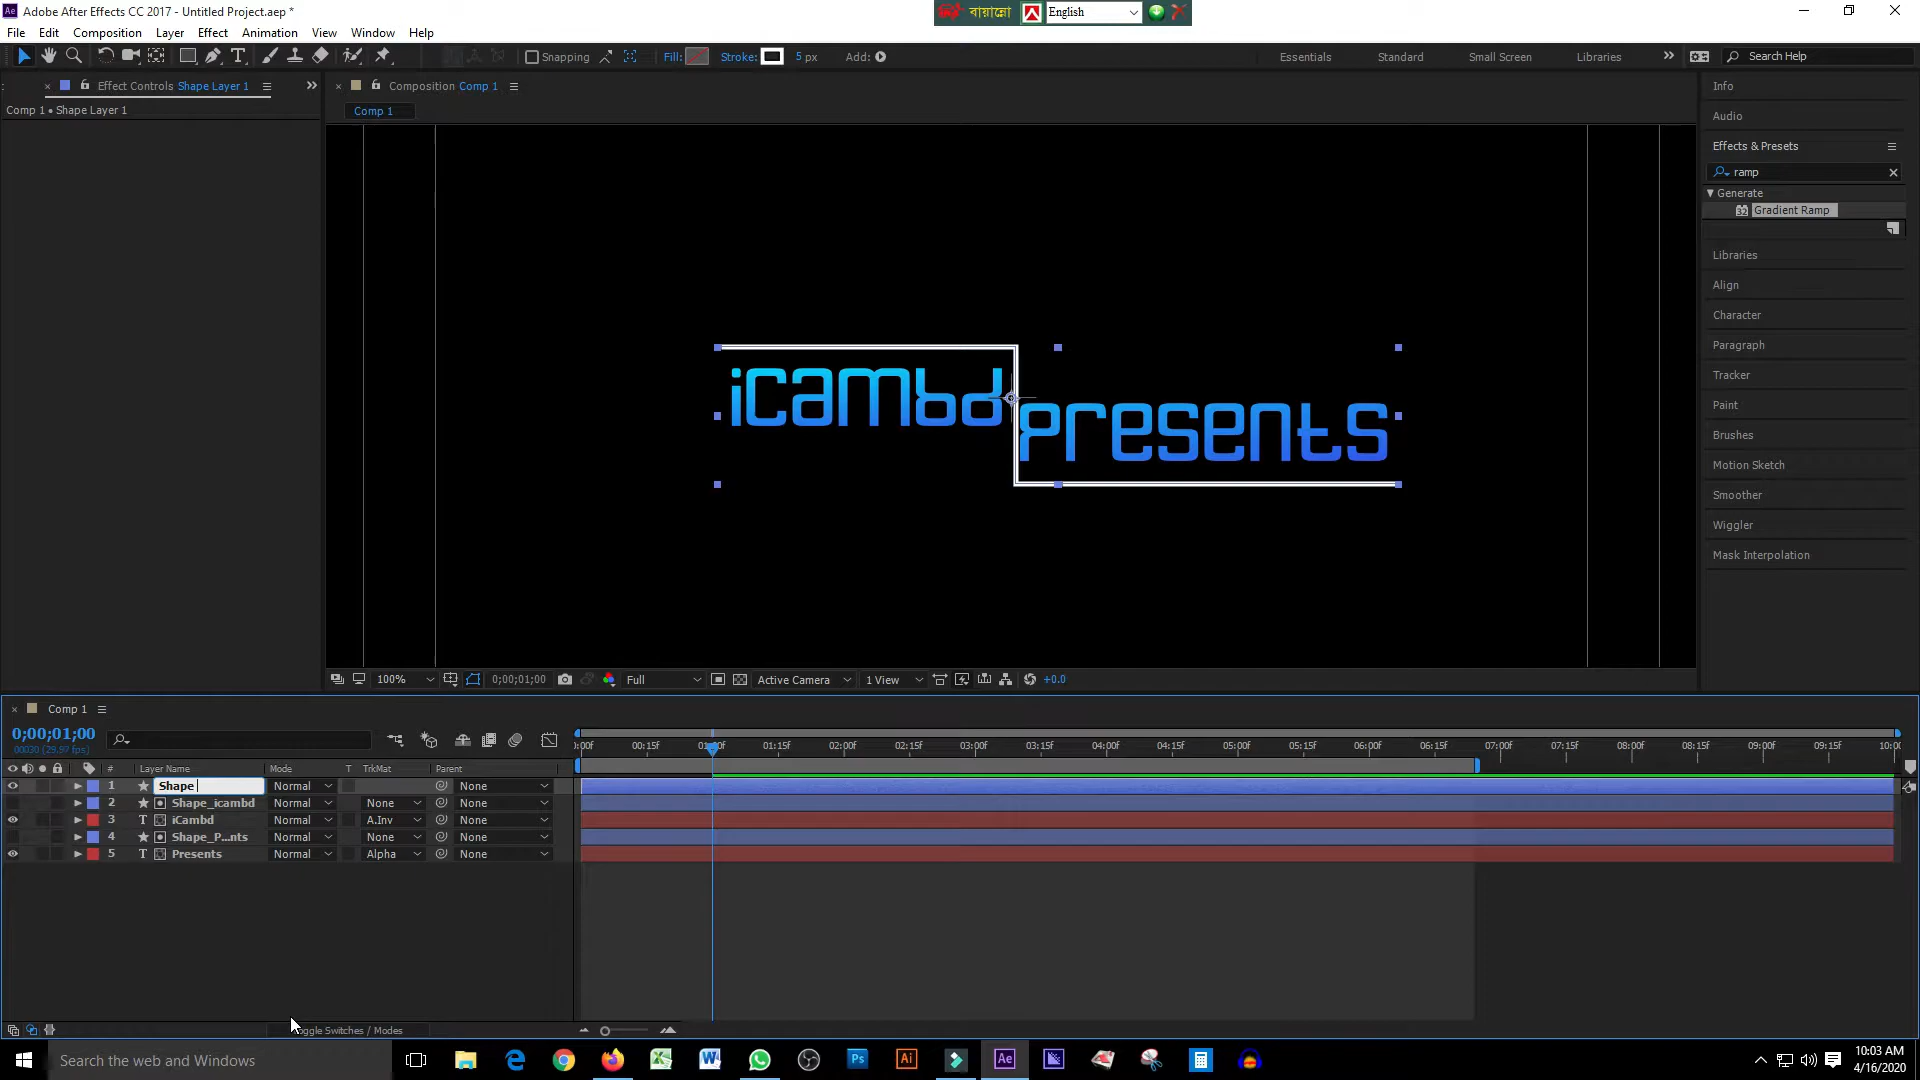 Adobe After Effects CC 2017 - Untitled Project.aep *
বায়ান্নো English
File Edit Composition Layer Effect Animation View Window Help
Snapping Fill: Stroke: 5 px Add: Essentials Standard Small Screen Libraries Search Help
Effect Controls Shape Layer 1
Composition Comp 1
Comp 1 • Shape Layer 1
Comp 1
Info
Audio
Effects & Presets
ramp
Generate
32 Gradient Ramp
Libraries
Align
Character
Paragraph
Tracker
Paint
Brushes
Motion Sketch
Smoother
Wiggler
Mask Interpolation
iCambd
Presents
100% 0;00;01;00 Full Active Camera 1 View +0.0
Comp 1
0;00;01;00
00030 (29.97 fps)
:00f 00:15f 01:00f 01:15f 02:00f 02:15f 03:00f 03:15f 04:00f 04:15f 05:00f 05:15f 06:00f 06:15f 07:00f 07:15f 08:00f 08:15f 09:00f 09:15f 10:00
# Layer Name Mode T TrkMat Parent
1 Shape Normal None
2 Shape_icambd Normal None None
3 T iCambd Normal A.Inv None
4 Shape_P...nts Normal None None
5 T Presents Normal Alpha None
oggle Switches / Modes
Search the web and Windows
Ps Ai Ae
10:03 AM
4/16/2020